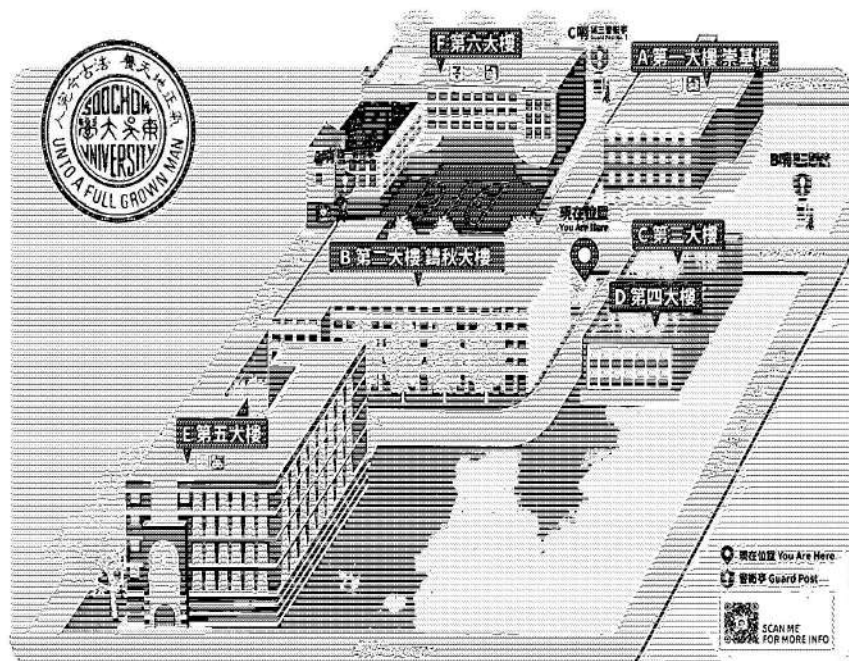 養天地正氣 法古今完人
SOOCHOW
東吳大學
UNIVERSITY
UNTO A FULL GROWN MAN
F 第六大樓
A 第一大樓 崇基樓
現在位置
You Are Here
C 第三大樓
B 第二大樓 鑄秋大樓
D 第四大樓
E 第五大樓
現在位置 You Are Here
警衛亭 Guard Post
SCAN ME
FOR MORE INFO